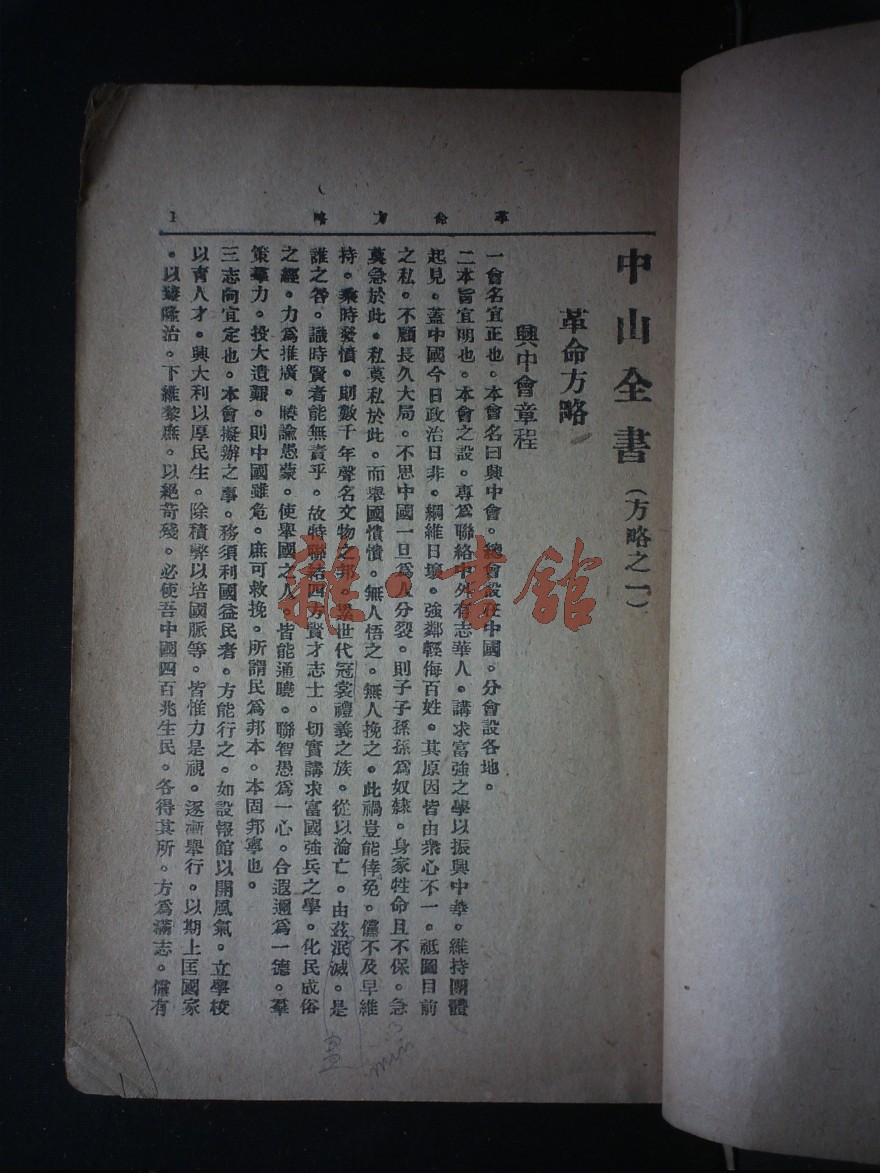 革命方略
1
中山全書（方略之一）
革命方略
興中會章程
一會名宜正也。本會名曰興中會。總會設在中國。分會設各地。
二本旨宜明也。本會之設。專爲聯絡中外有志華人。講求富強之學以振興中華。維持團體
起見。蓋中國今日政治日非。綱維日壞。強鄰輕侮百姓。其原因皆由衆心不一。祗圖目前
之私。不顧長久大局。不思中國一旦爲人分裂。則子子孫孫爲奴隸。身家牲命且不保。急
莫急於此。私莫私於此。而舉國憒憒。無人悟之。無人挽之。此禍豈能倖免。儻不及早維
持。乘時發憤。則數千年聲名文物之邦。累世代冠裳禮義之族。從以淪亡。由茲泯滅。是
誰之咎。識時賢者能無責乎。故特聯結四方賢才志士。切實講求富國強兵之學。化民成俗
之經。力爲推廣。曉諭愚蒙。使舉國之人。皆能通曉。聯智愚爲一心。合遐邇爲一德。羣
策羣力。投大遺艱。則中國雖危。庶可救挽。所謂民爲邦本。本固邦寧也。
三志向宜定也。本會擬辦之事。務須利國益民者。方能行之。如設報館以開風氣。立學校
以育人才。興大利以厚民生。除積弊以培國脈等。皆惟力是視。逐漸舉行。以期上匡國家
。以臻隆治。下維黎庶。以絕苛殘。必使吾中國四百兆生民。各得其所。方爲滿志。儻有
min
雜·書館